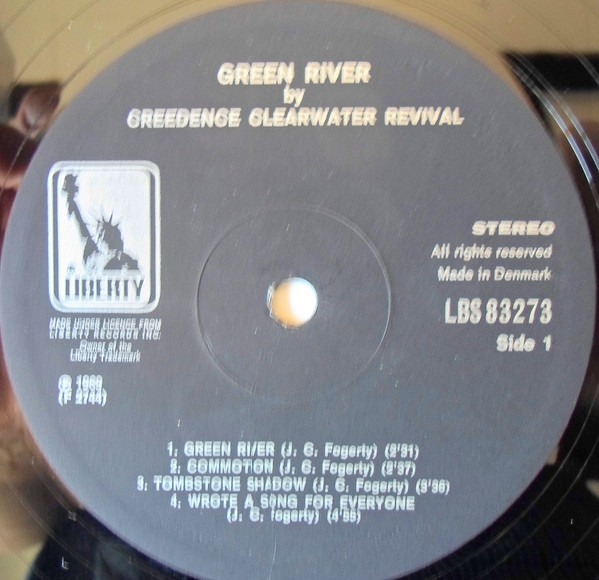 GREEN RIVER
by
CREEDENCE CLEARWATER REVIVAL
LIBERTY
MADE UNDER LICENCE FROM
LIBERTY RECORDS INC.
Owner of the
Liberty Trademark
℗ 1969
(F 2744)
STEREO
All rights reserved
Made in Denmark
LBS 83273
Side 1
1. GREEN RIVER (J. C. Fogerty) (2'31)
2. COMMOTON (J. C. Fogerty) (2'37)
3. TOMBSTONE SHADOW (J. C. Fogerty) (3'36)
4. WROTE A SONG FOR EVERYONE
(J. C. Fogerty) (4'55)